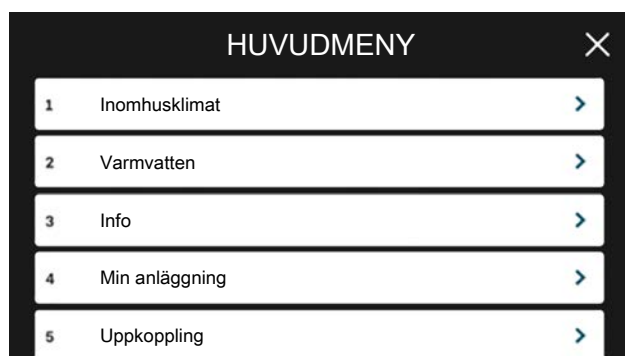 HUVUDMENY
1 Inomhusklimat
2 Varmvatten
3 Info
4 Min anläggning
5 Uppkoppling